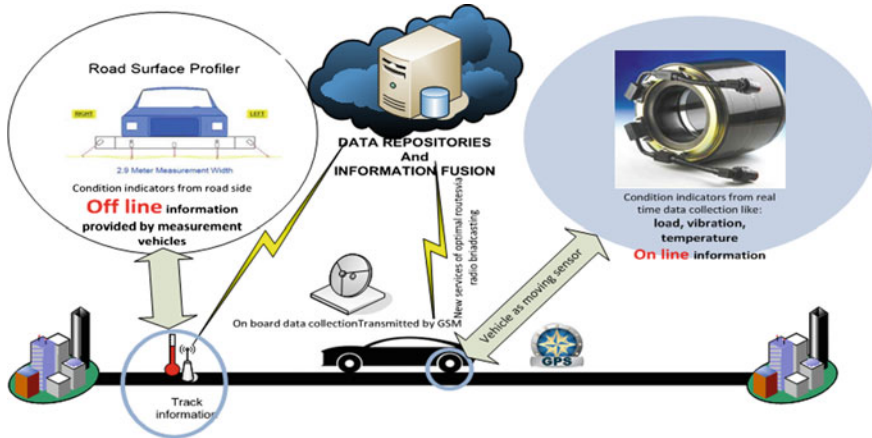 Road Surface Profiler
RIGHT
LEFT
2.9 Meter Measurement Width
Condition indicators from road side
Off line information
provided by measurement
vehicles
DATA REPOSITORIES
And
INFORMATION FUSION
New services of optimal routesvia
radio briadcasting
Condition indicators from real
time data collection like:
load, vibration,
temperature
On line information
Vehicle as moving sensor
On board data collectionTransmitted by GSM
GPS
Track
information